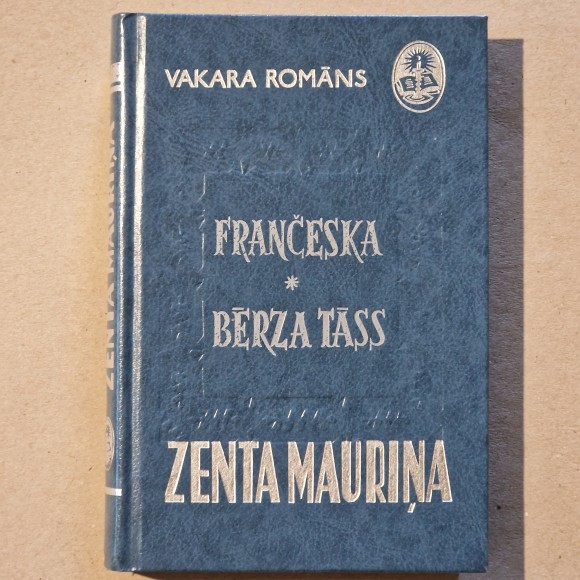 VAKARA ROMĀNS
FRANČESKA
*
BĒRZA TĀSS
ZENTA MAURIŅA
ZENTA MAURIŅA